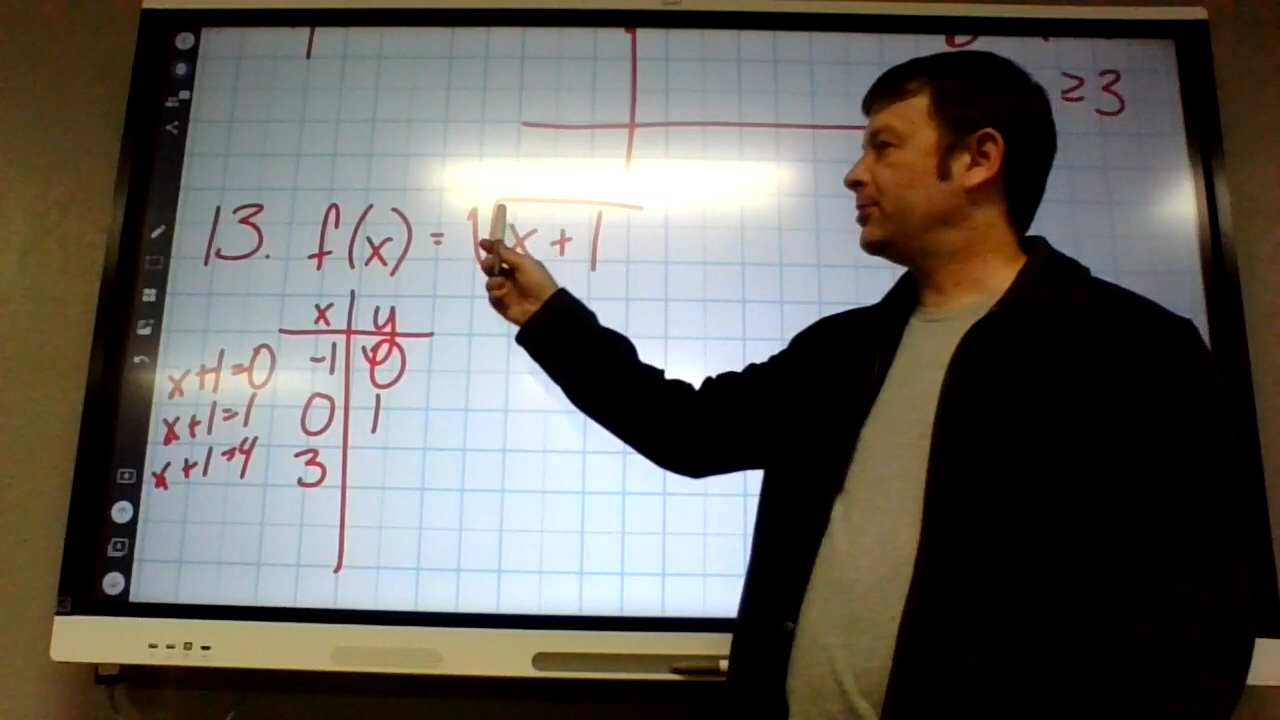 ≥3
13. f(x) = √x + 1
x y
x+1=0 -1 0
x+1=1 0 1
x+1=4 3